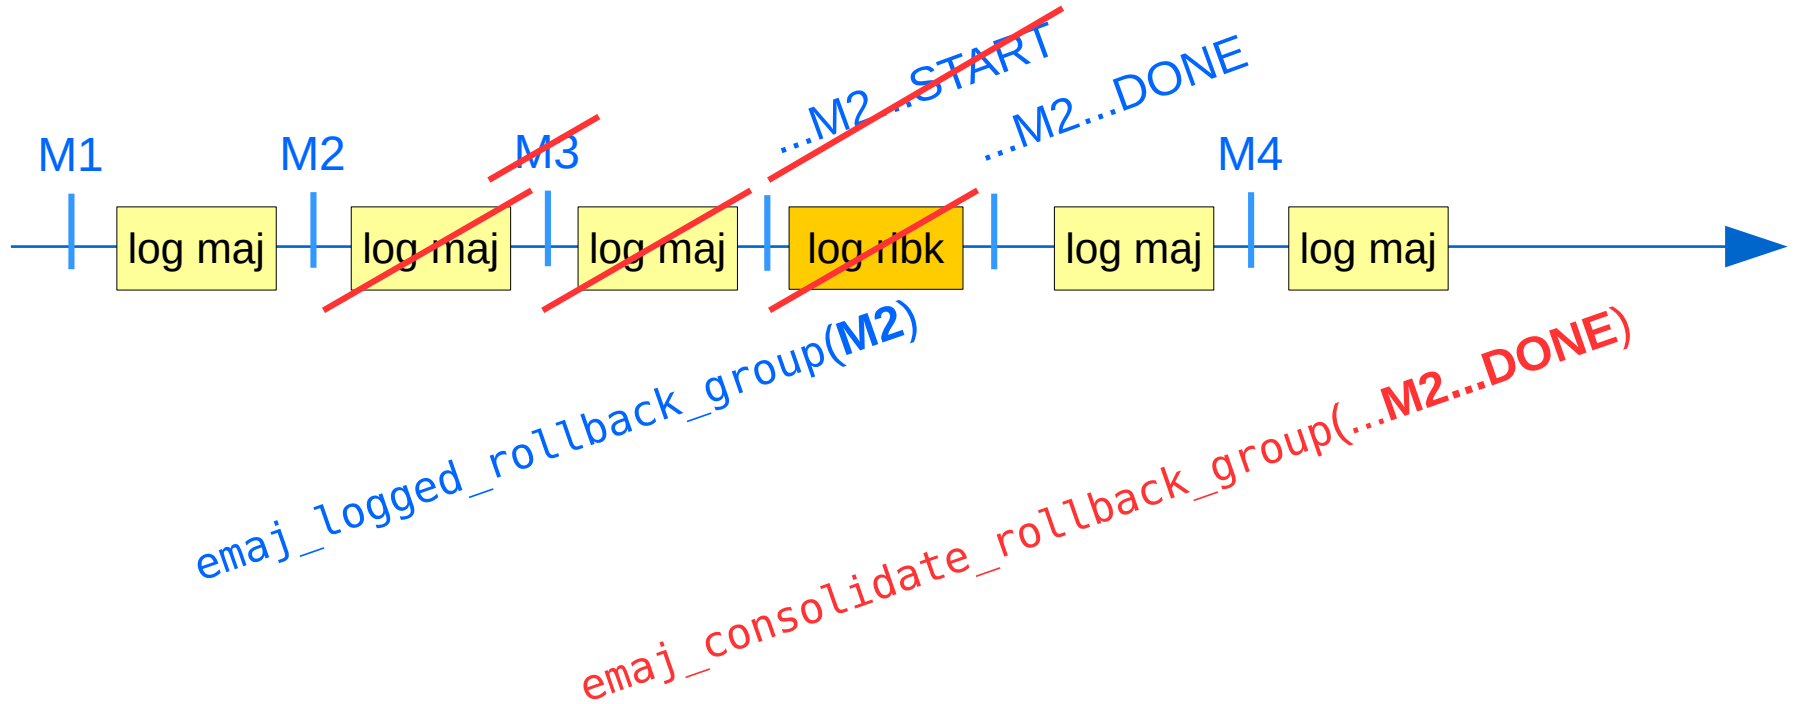 ...M2...START
...M2...DONE
M1
M2
M3
M4
log maj
log maj
log maj
log rlbk
log maj
log maj
emaj_logged_rollback_group(M2)
emaj_consolidate_rollback_group(...M2...DONE)